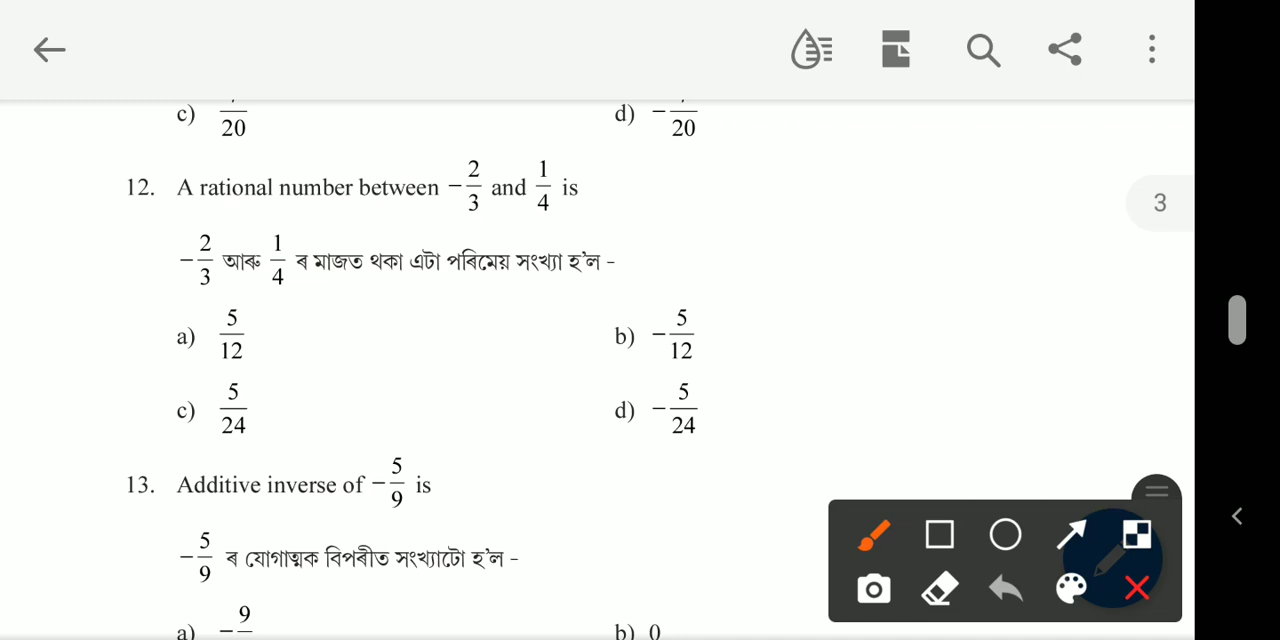 c) 20 d) − 20
3
12. A rational number between −2/3 and 1/4 is
−2/3 আৰু 1/4 ৰ মাজত থকা এটা পৰিমেয় সংখ্যা হ'ল -
a) 5/12 b) −5/12
c) 5/24 d) −5/24
13. Additive inverse of −5/9 is
−5/9 ৰ যোগাত্মক বিপৰীত সংখ্যাটো হ'ল -
a) −9 b) 0